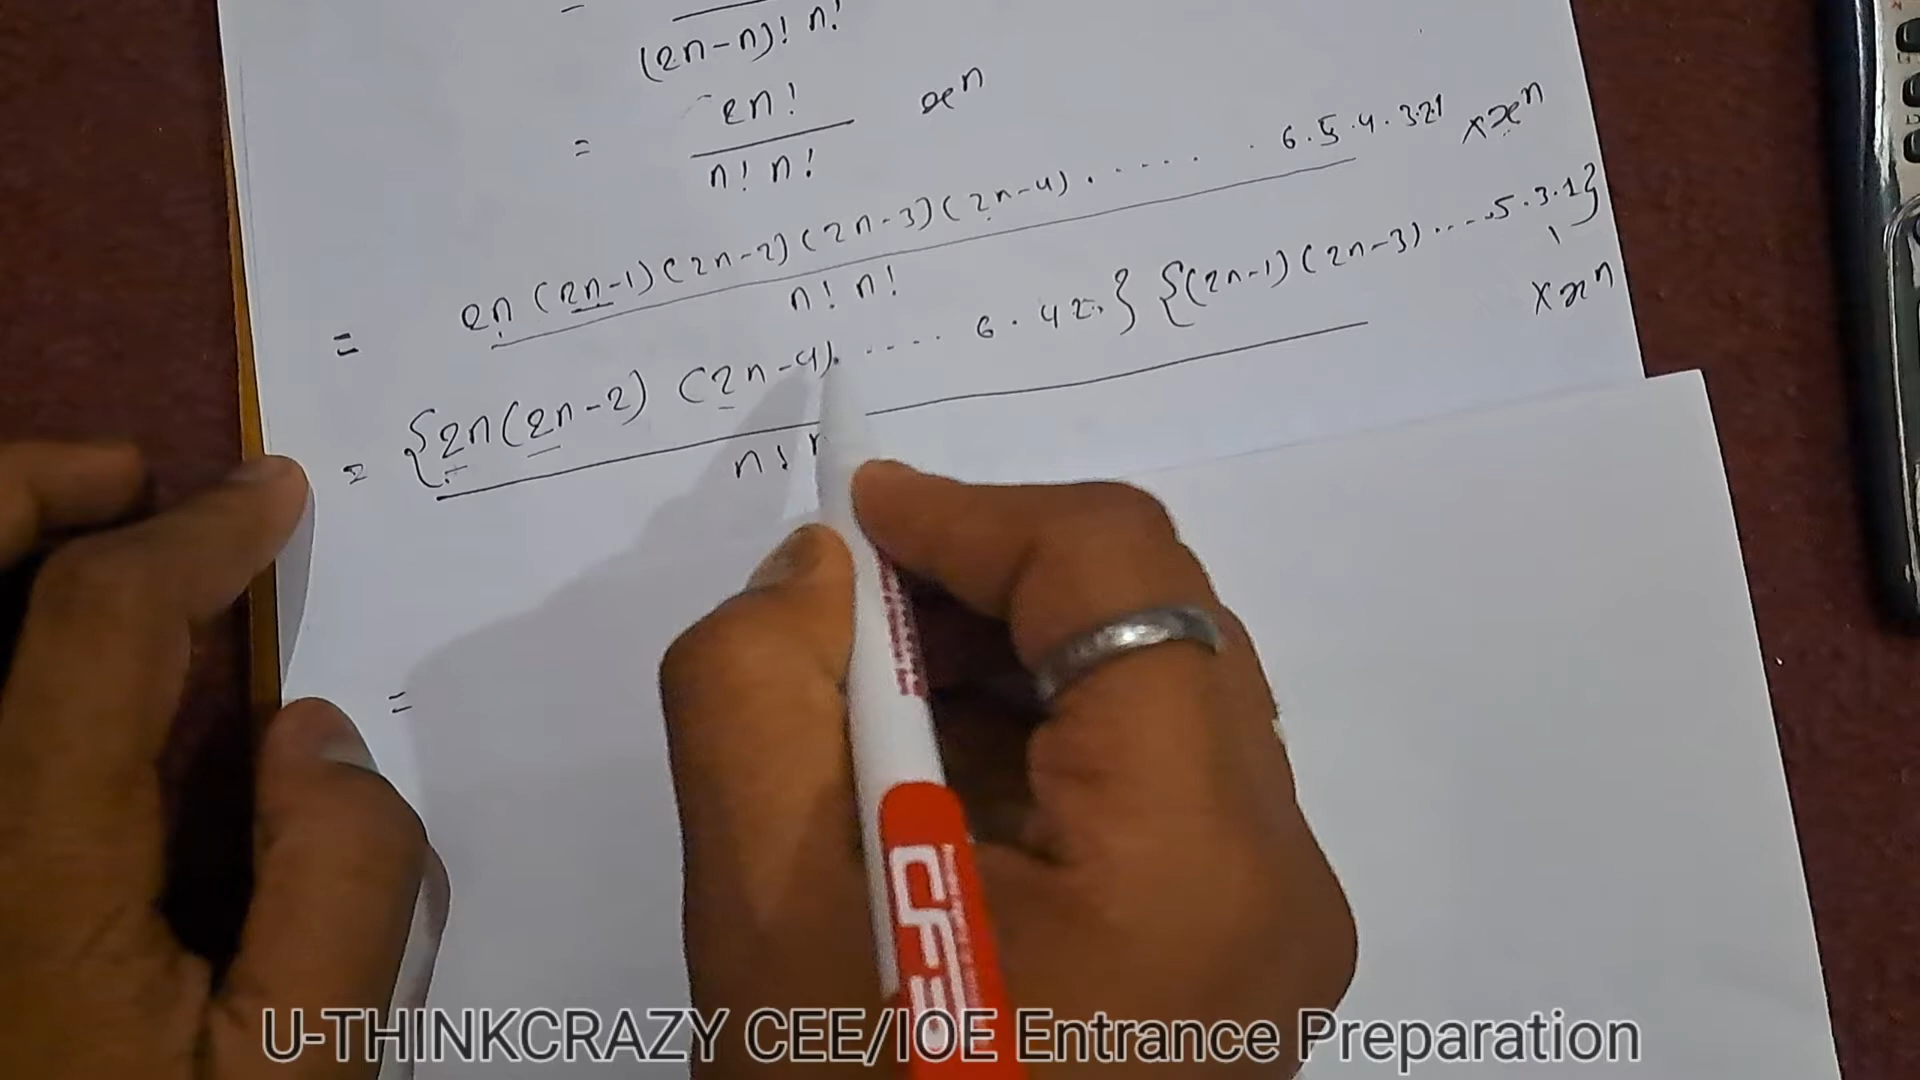 (2n-n)! n!
= 2n! / n! n! x^n
= 2n (2n-1) (2n-2) (2n-3) (2n-4) ....... 6.5.4.3.2.1 / n! n! × x^n
= {2n (2n-2) (2n-4) ..... 6.4 2.} {(2n-1) (2n-3) ..... 5.3.1} / n! × x^n
=
CF3
U-THINKCRAZY CEE/IOE Entrance Preparation